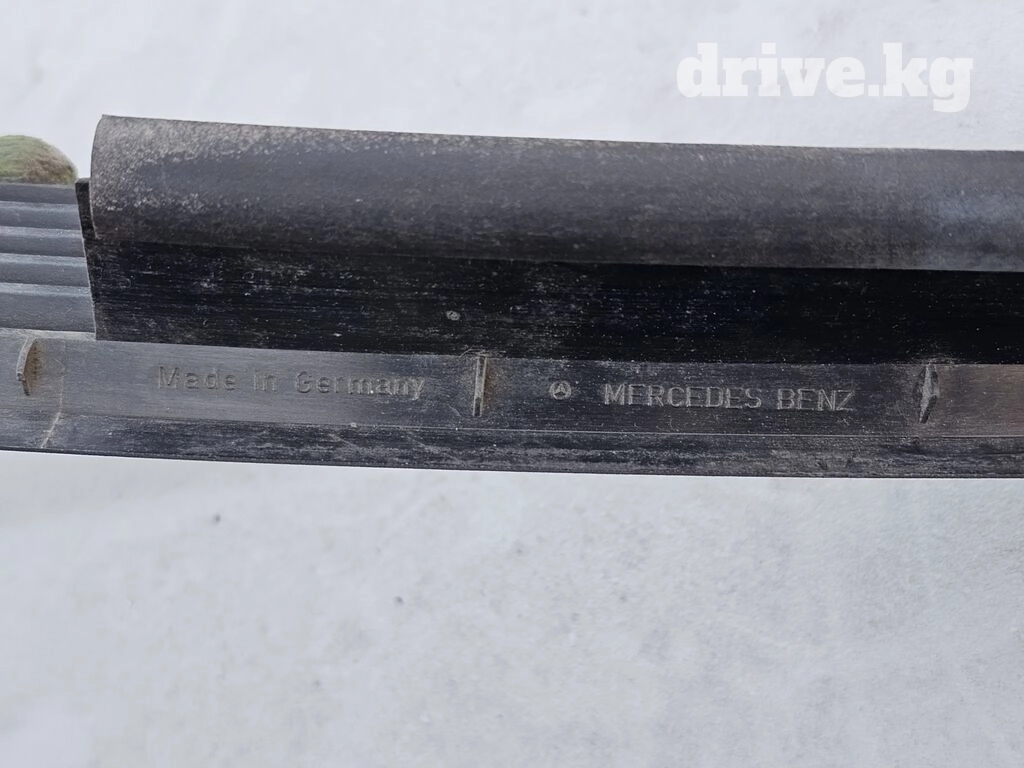 drive.kg
Made in Germany
MERCEDES BENZ